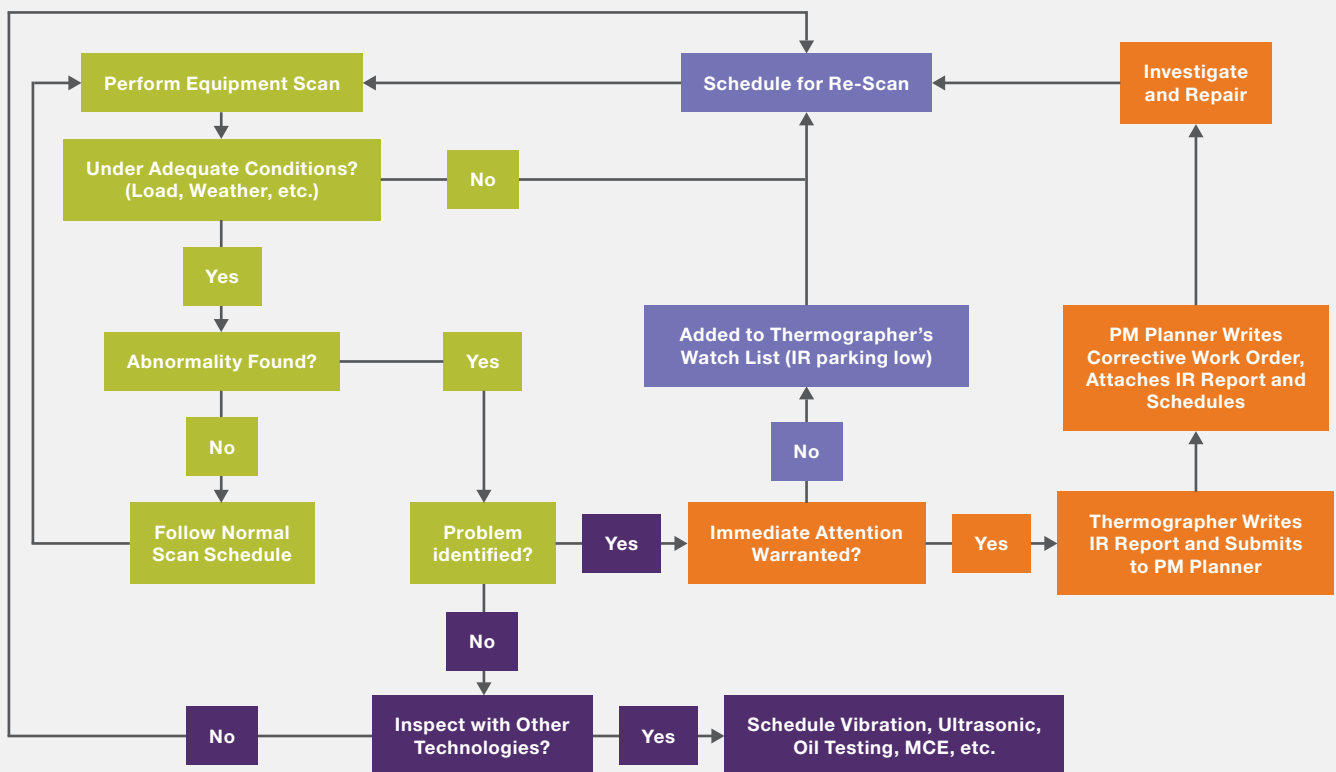 Perform Equipment Scan
Schedule for Re-Scan
Investigate
and Repair
Under Adequate Conditions?
(Load, Weather, etc.)
No
Yes
Abnormality Found?
Yes
Added to Thermographer's
Watch List (IR parking low)
PM Planner Writes
Corrective Work Order,
Attaches IR Report and
Schedules
No
No
Follow Normal
Scan Schedule
Problem
identified?
Yes
Immediate Attention
Warranted?
Yes
Thermographer Writes
IR Report and Submits
to PM Planner
No
No
Inspect with Other
Technologies?
Yes
Schedule Vibration, Ultrasonic,
Oil Testing, MCE, etc.